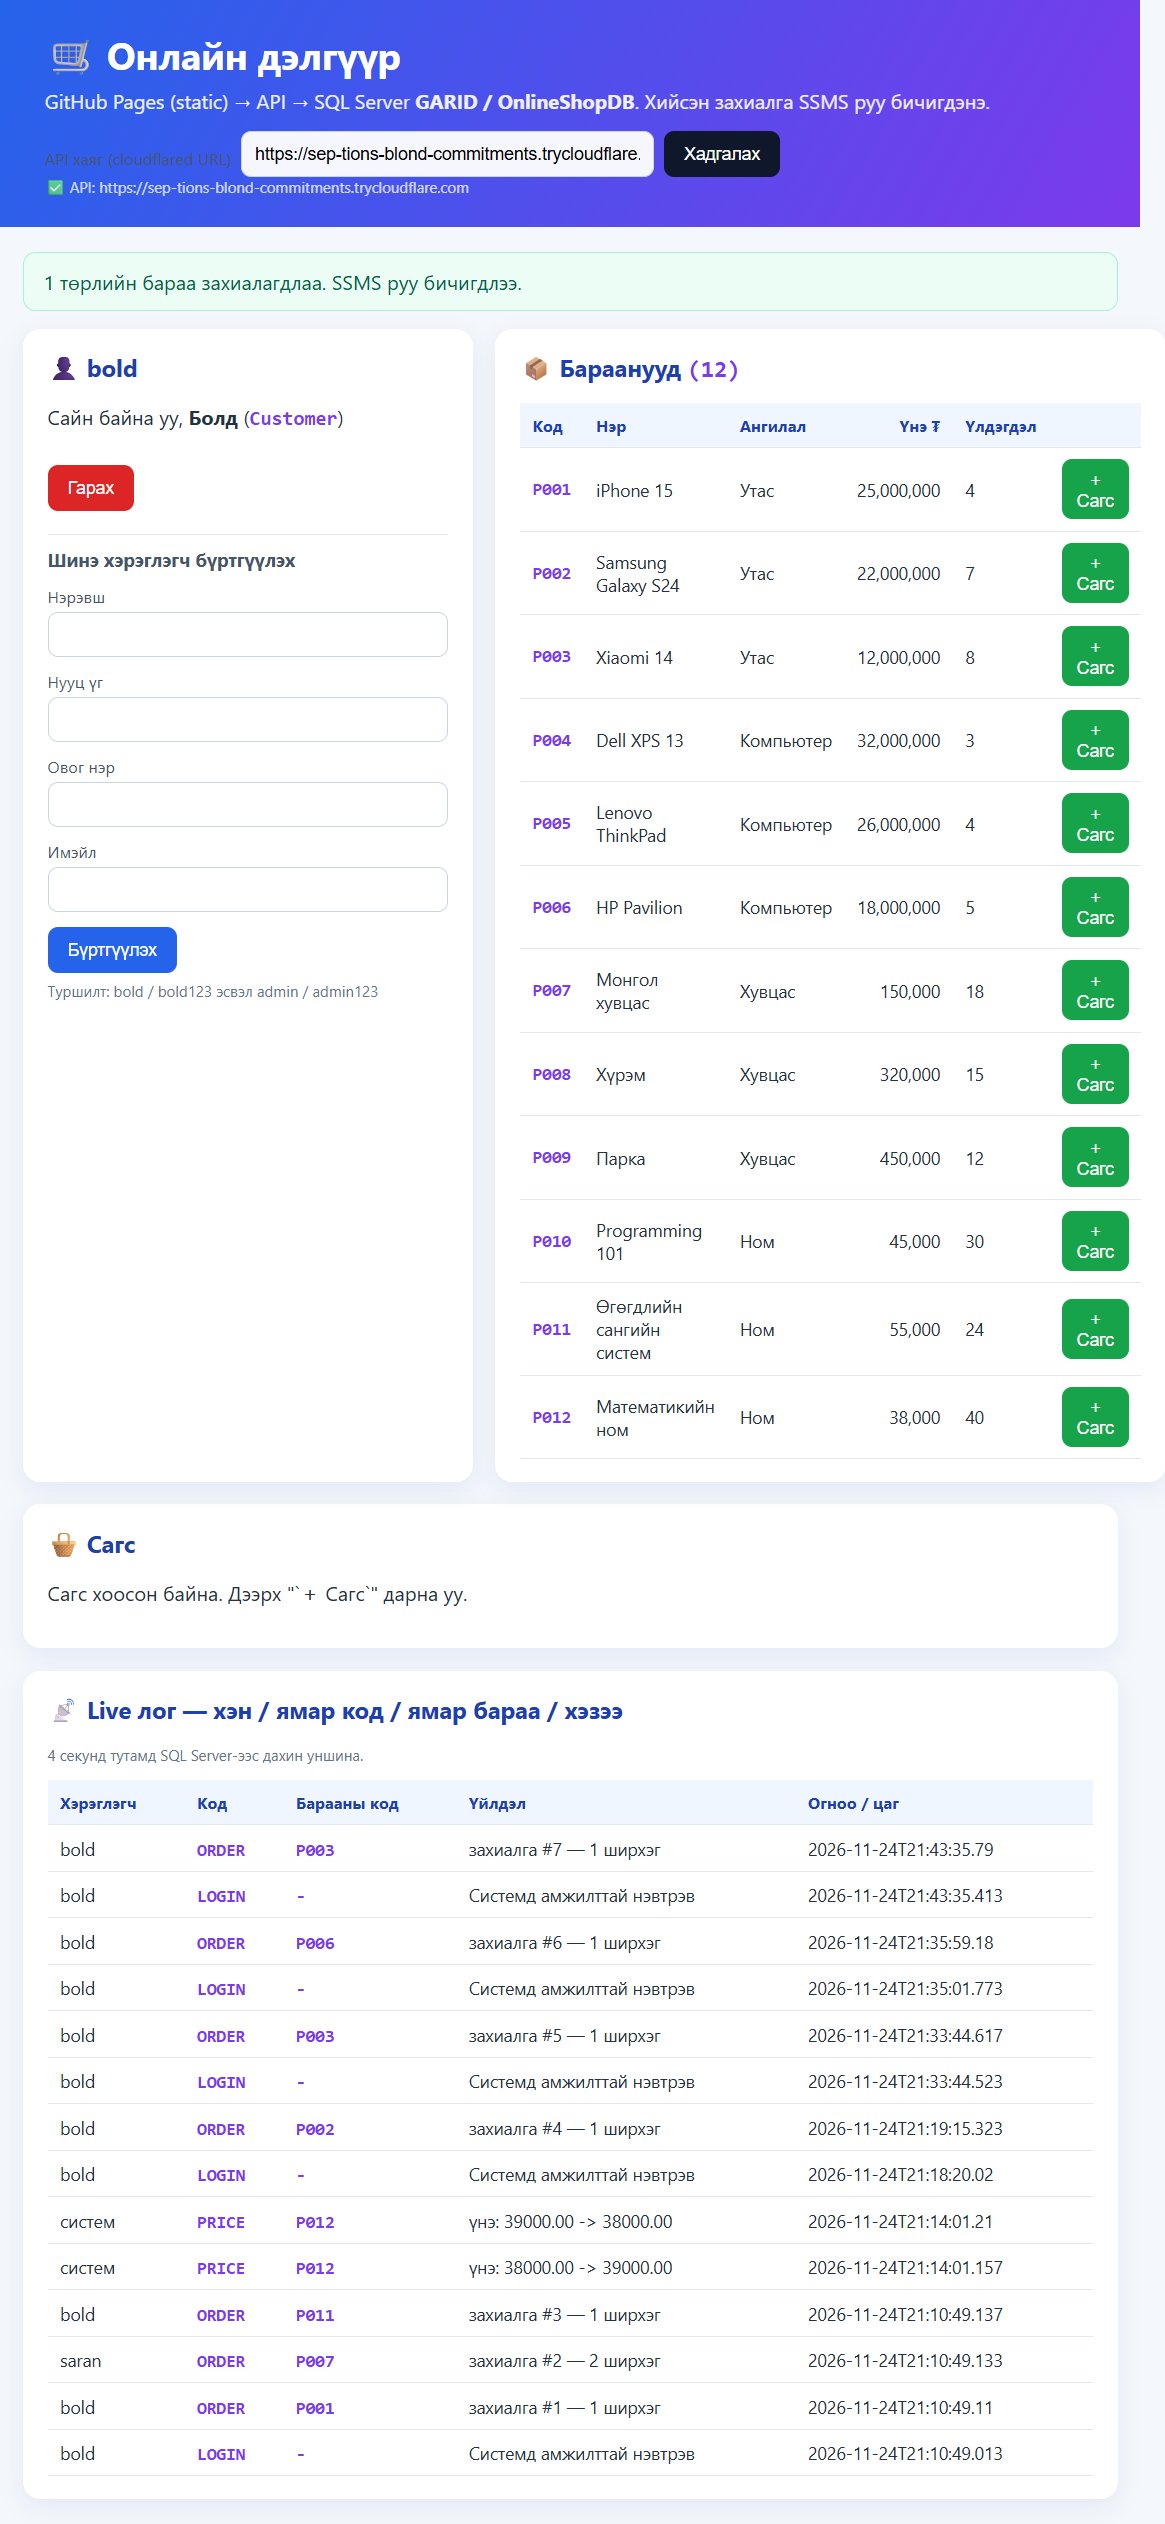 Онлайн дэлгүүр
GitHub Pages (static) → API → SQL Server GARID / OnlineShopDB. Хийсэн захиалга SSMS руу бичигдэнэ.
API хаяг (cloudflared URL) https://sep-tions-blond-commitments.trycloudflare. Хадгалах
API: https://sep-tions-blond-commitments.trycloudflare.com
1 төрлийн бараа захиалагдлаа. SSMS руу бичигдлээ.
bold
Сайн байна уу, Болд (Customer)
Гарах
Шинэ хэрэглэгч бүртгүүлэх
Нэрэвш
Нууц үг
Овог нэр
Имэйл
Бүртгүүлэх
Туршилт: bold / bold123 эсвэл admin / admin123
Бараанууд (12)
Код Нэр Ангилал Үнэ ₮ Үлдэгдэл
P001 iPhone 15 Утас 25,000,000 4 + Сагс
P002 Samsung Galaxy S24 Утас 22,000,000 7 + Сагс
P003 Xiaomi 14 Утас 12,000,000 8 + Сагс
P004 Dell XPS 13 Компьютер 32,000,000 3 + Сагс
P005 Lenovo ThinkPad Компьютер 26,000,000 4 + Сагс
P006 HP Pavilion Компьютер 18,000,000 5 + Сагс
P007 Монгол хувцас Хувцас 150,000 18 + Сагс
P008 Хүрэм Хувцас 320,000 15 + Сагс
P009 Парка Хувцас 450,000 12 + Сагс
P010 Programming 101 Ном 45,000 30 + Сагс
P011 Өгөгдлийн сангийн систем Ном 55,000 24 + Сагс
P012 Математикийн ном Ном 38,000 40 + Сагс
Сагс
Сагс хоосон байна. Дээрх "`+ Сагс`" дарна уу.
Live лог — хэн / ямар код / ямар бараа / хэзээ
4 секунд тутамд SQL Server-ээс дахин уншина.
Хэрэглэгч Код Барааны код Үйлдэл Огноо / цаг
bold ORDER P003 захиалга #7 — 1 ширхэг 2026-11-24T21:43:35.79
bold LOGIN - Системд амжилттай нэвтрэв 2026-11-24T21:43:35.413
bold ORDER P006 захиалга #6 — 1 ширхэг 2026-11-24T21:35:59.18
bold LOGIN - Системд амжилттай нэвтрэв 2026-11-24T21:35:01.773
bold ORDER P003 захиалга #5 — 1 ширхэг 2026-11-24T21:33:44.617
bold LOGIN - Системд амжилттай нэвтрэв 2026-11-24T21:33:44.523
bold ORDER P002 захиалга #4 — 1 ширхэг 2026-11-24T21:19:15.323
bold LOGIN - Системд амжилттай нэвтрэв 2026-11-24T21:18:20.02
систем PRICE P012 үнэ: 39000.00 -> 38000.00 2026-11-24T21:14:01.21
систем PRICE P012 үнэ: 38000.00 -> 39000.00 2026-11-24T21:14:01.157
bold ORDER P011 захиалга #3 — 1 ширхэг 2026-11-24T21:10:49.137
saran ORDER P007 захиалга #2 — 2 ширхэг 2026-11-24T21:10:49.133
bold ORDER P001 захиалга #1 — 1 ширхэг 2026-11-24T21:10:49.11
bold LOGIN - Системд амжилттай нэвтрэв 2026-11-24T21:10:49.013